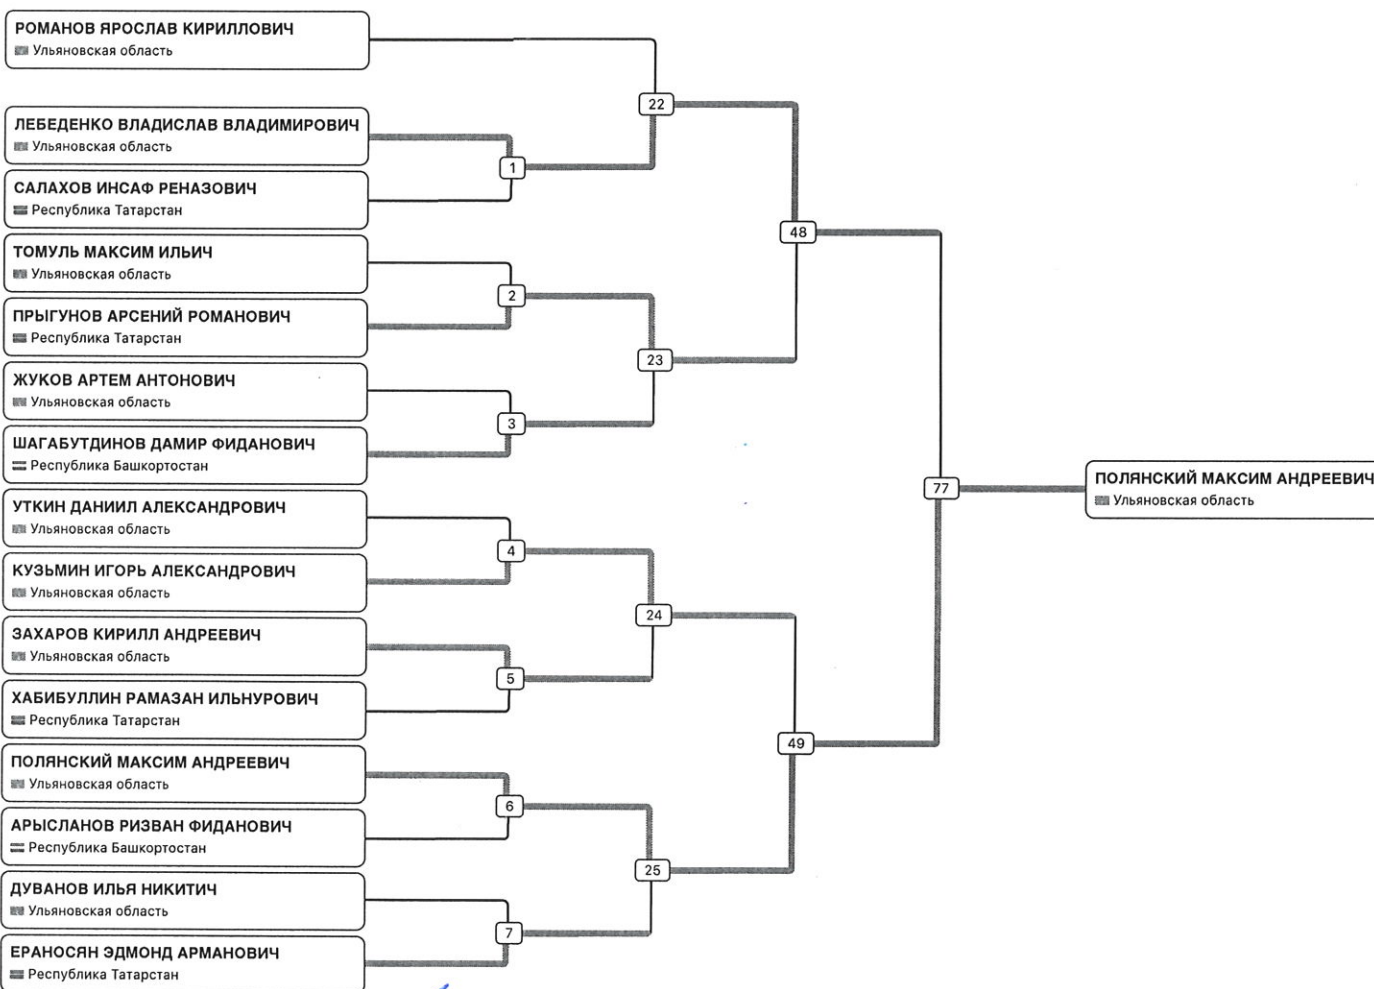 РОМАНОВ ЯРОСЛАВ КИРИЛЛОВИЧ
Ульяновская область
22
ЛЕБЕДЕНКО ВЛАДИСЛАВ ВЛАДИМИРОВИЧ
Ульяновская область
1
САЛАХОВ ИНСАФ РЕНАЗОВИЧ
Республика Татарстан
48
ТОМУЛЬ МАКСИМ ИЛЬИЧ
Ульяновская область
2
ПРЫГУНОВ АРСЕНИЙ РОМАНОВИЧ
Республика Татарстан
23
ЖУКОВ АРТЕМ АНТОНОВИЧ
Ульяновская область
3
ШАГАБУТДИНОВ ДАМИР ФИДАНОВИЧ
Республика Башкортостан
77
ПОЛЯНСКИЙ МАКСИМ АНДРЕЕВИЧ
Ульяновская область
УТКИН ДАНИИЛ АЛЕКСАНДРОВИЧ
Ульяновская область
4
КУЗЬМИН ИГОРЬ АЛЕКСАНДРОВИЧ
Ульяновская область
24
ЗАХАРОВ КИРИЛЛ АНДРЕЕВИЧ
Ульяновская область
5
ХАБИБУЛЛИН РАМАЗАН ИЛЬНУРОВИЧ
Республика Татарстан
49
ПОЛЯНСКИЙ МАКСИМ АНДРЕЕВИЧ
Ульяновская область
6
АРЫСЛАНОВ РИЗВАН ФИДАНОВИЧ
Республика Башкортостан
25
ДУВАНОВ ИЛЬЯ НИКИТИЧ
Ульяновская область
7
ЕРАНОСЯН ЭДМОНД АРМАНОВИЧ
Республика Татарстан